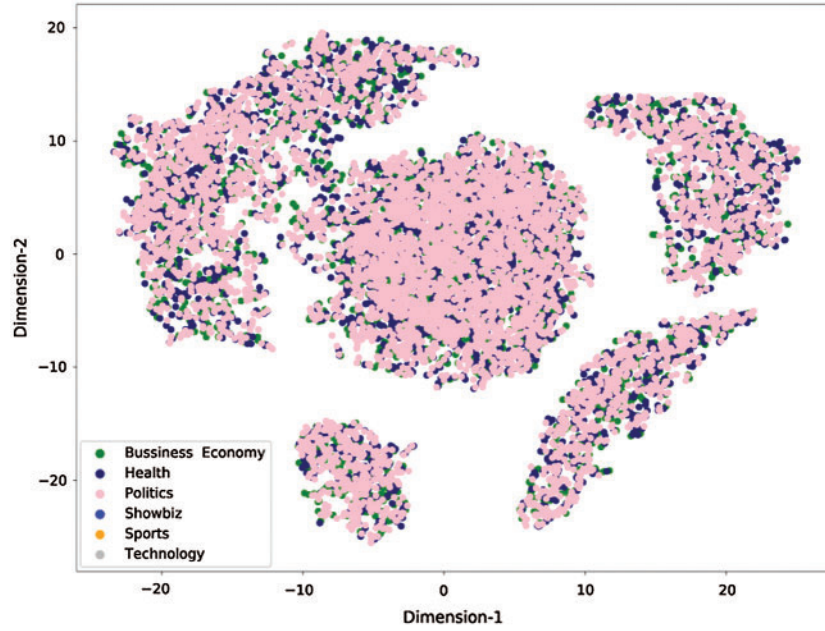 20
10
0
−10
−20
Dimension-2
Bussiness Economy
Health
Politics
Showbiz
Sports
Technology
−20 −10 0 10 20
Dimension-1